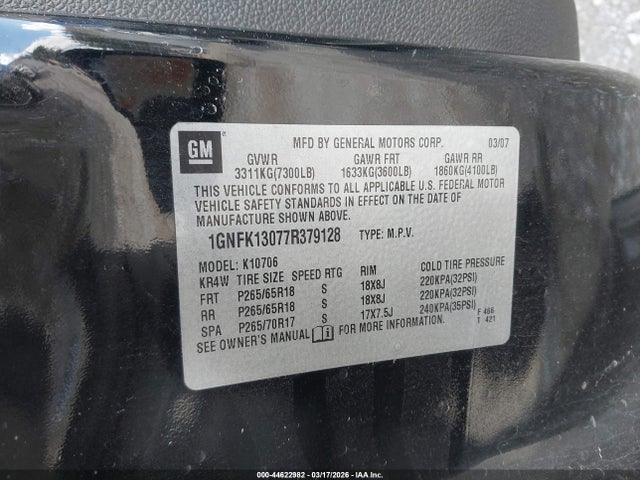 GM
MFD BY GENERAL MOTORS CORP. 03/07
GVWR GAWR FRT GAWR RR
3311KG(7300LB) 1633KG(3600LB) 1860KG(4100LB)
THIS VEHICLE CONFORMS TO ALL APPLICABLE U.S. FEDERAL MOTOR
VEHICLE SAFETY STANDARDS IN EFFECT ON THE DATE OF
MANUFACTURE SHOWN ABOVE.
1GNFK13077R379128 TYPE: M.P.V.
MODEL: K10706
KR4W TIRE SIZE SPEED RTG RIM COLD TIRE PRESSURE
FRT P265/65R18 S 18X8J 220KPA(32PSI)
RR P265/65R18 S 18X8J 220KPA(32PSI)
SPA P265/70R17 S 17X7.5J 240KPA(35PSI)
SEE OWNER'S MANUAL FOR MORE INFORMATION.
F 466
T 421
000-44622982 - 03/17/2026 - IAA Inc.